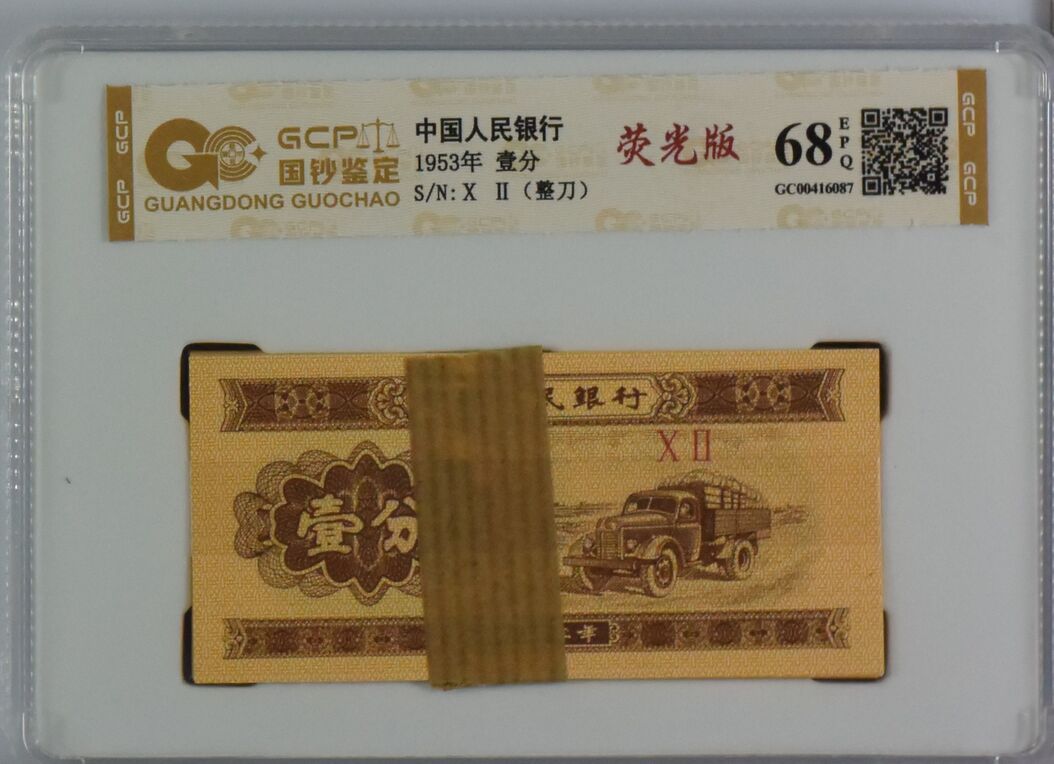 GCP
GCP
GCP
国钞鉴定
GUANGDONG GUOCHAO
中国人民银行
1953年 壹分
S/N: X Ⅱ (整刀)
荧光版
68
EPQ
GC00416087
GCP
GCP
民銀行
X Ⅱ
壹分